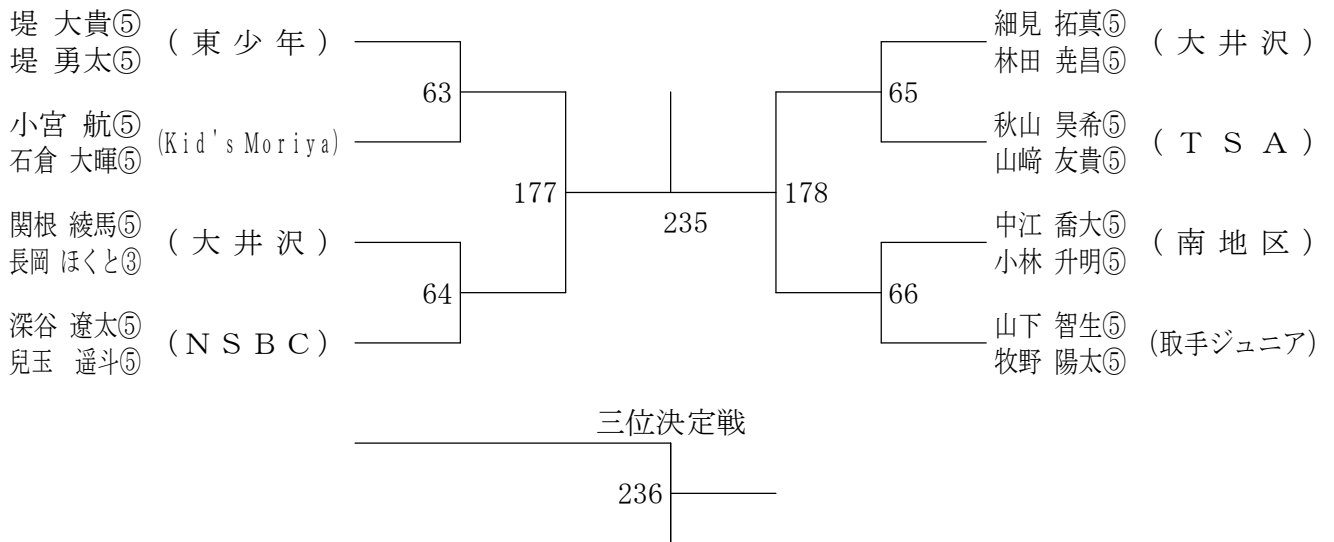 堤 大貴⑤
堤 勇太⑤
(東少年)
63
小宮 航⑤
石倉 大暉⑤
(Kid's Moriya)
177
関根 綾馬⑤
長岡 ほくと③
(大井沢)
64
深谷 遼太⑤
兒玉 遥斗⑤
(NSBC)
235
細見 拓真⑤
林田 尭昌⑤
(大井沢)
65
秋山 昊希⑤
山﨑 友貴⑤
(TSA)
178
中江 喬大⑤
小林 升明⑤
(南地区)
66
山下 智生⑤
牧野 陽太⑤
(取手ジュニア)
三位決定戦
236